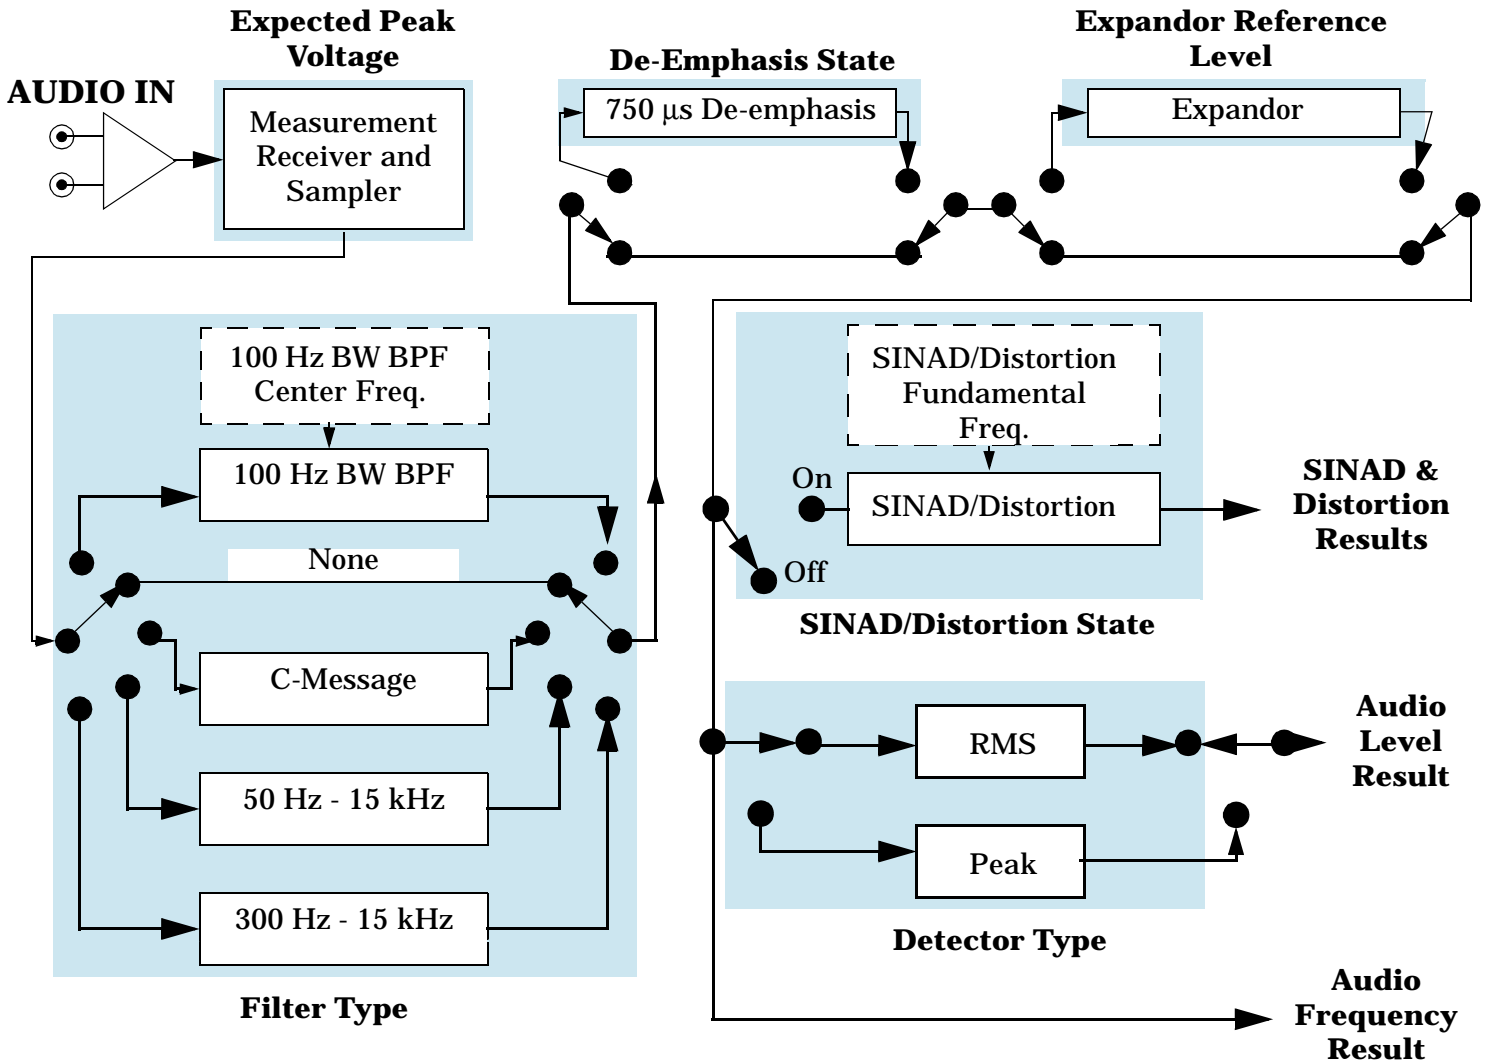 Expected Peak
Voltage
AUDIO IN
Measurement
Receiver and
Sampler
De-Emphasis State
750 µs De-emphasis
Expandor Reference
Level
Expandor
100 Hz BW BPF
Center Freq.
100 Hz BW BPF
None
C-Message
50 Hz - 15 kHz
300 Hz - 15 kHz
Filter Type
SINAD/Distortion
Fundamental
Freq.
On
SINAD/Distortion
Off
SINAD/Distortion State
SINAD &
Distortion
Results
RMS
Peak
Detector Type
Audio
Level
Result
Audio
Frequency
Result